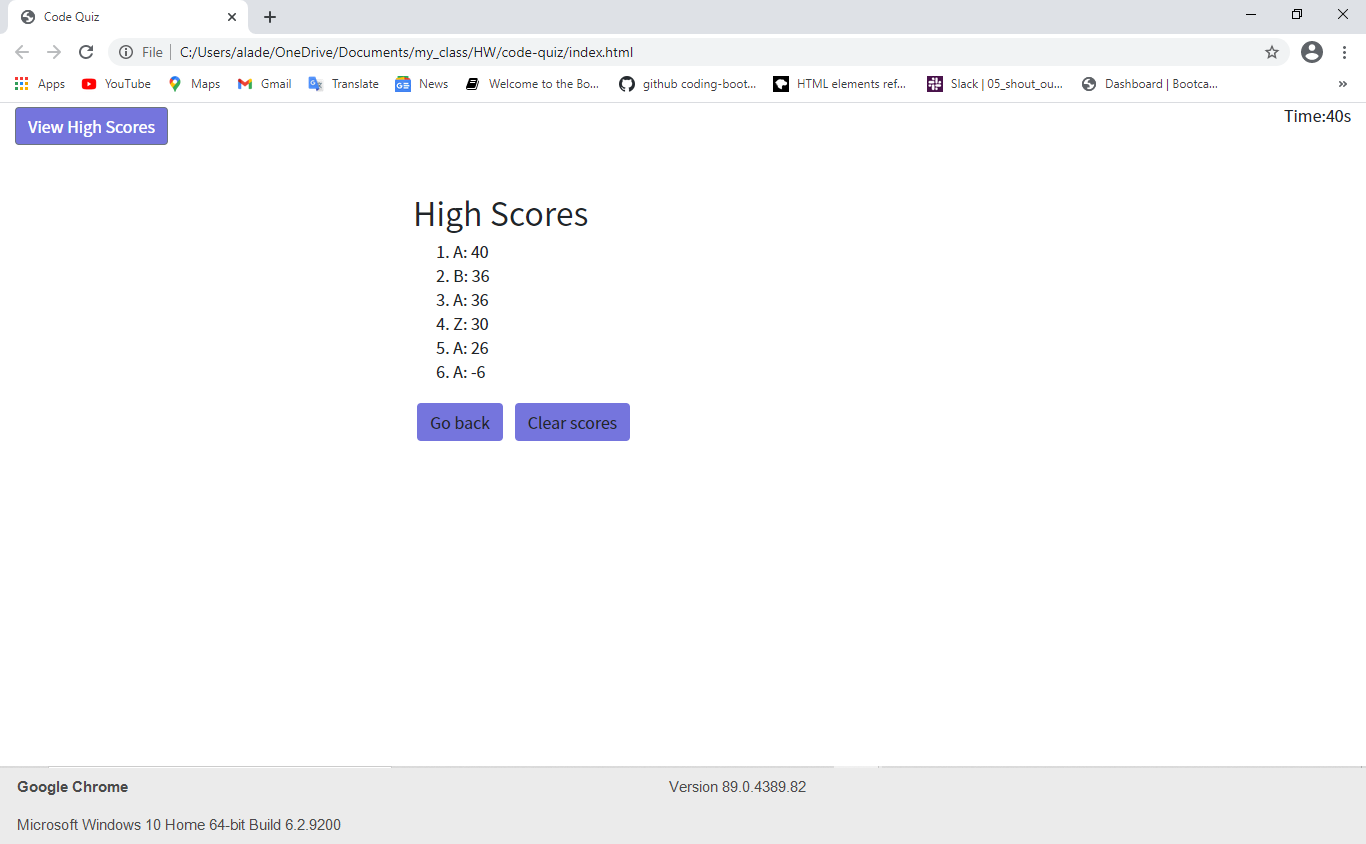 Code Quiz
File C:/Users/alade/OneDrive/Documents/my_class/HW/code-quiz/index.html
Apps YouTube Maps Gmail Translate News Welcome to the Bo... github coding-boot... HTML elements ref... Slack | 05_shout_ou... Dashboard | Bootca... »
View High Scores Time:40s
High Scores
1. A: 40
2. B: 36
3. A: 36
4. Z: 30
5. A: 26
6. A: -6
Go back Clear scores
Google Chrome Version 89.0.4389.82
Microsoft Windows 10 Home 64-bit Build 6.2.9200